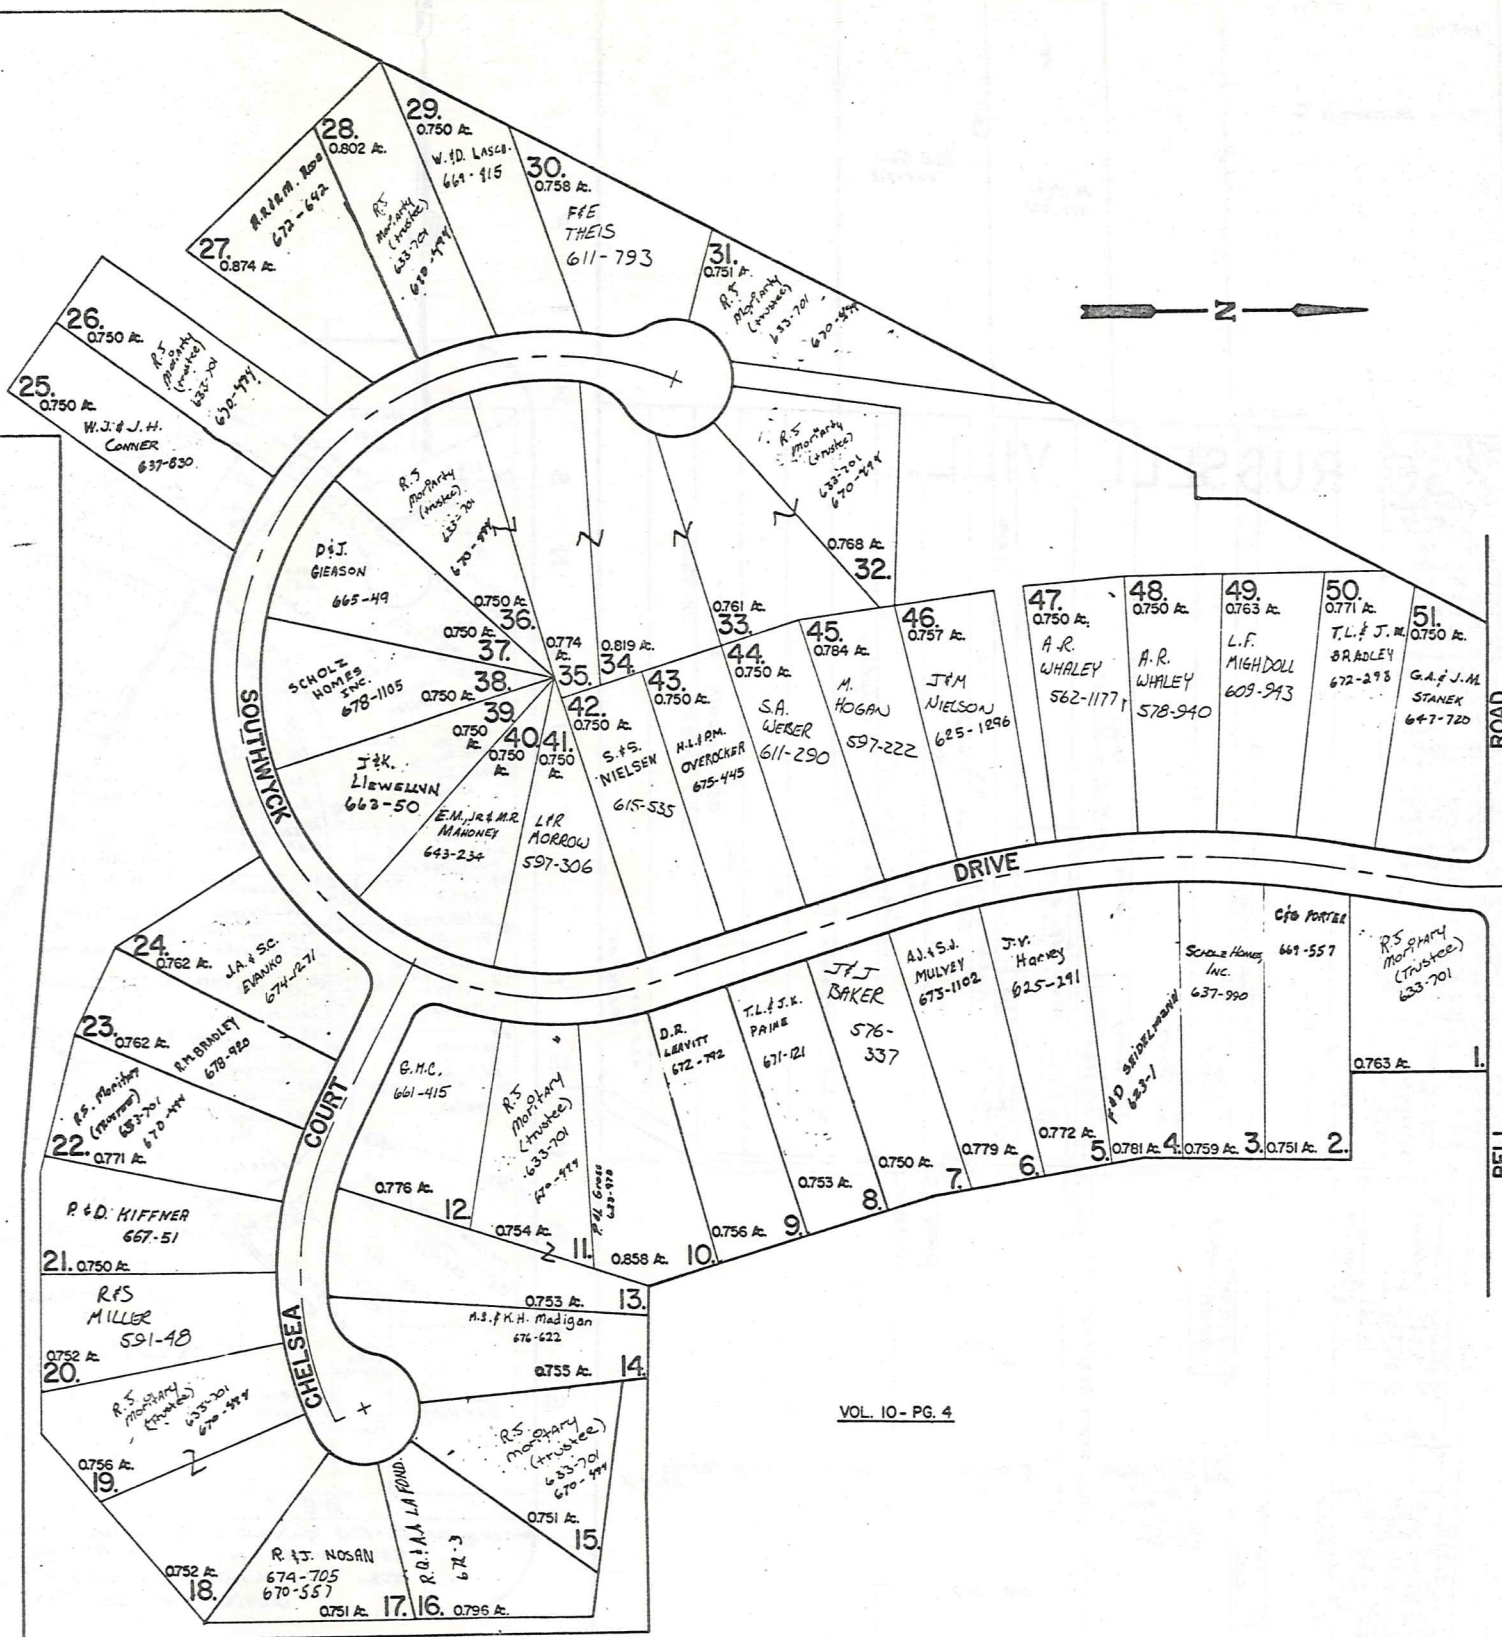 29.
0.750 Ac.
W. & D. LASCO.
669-415
28.
0.802 Ac.
R.S
Moriarty
(trustee)
633-701
670-494
30.
0.758 Ac.
F&E
THEIS
611-793
27.
0.874 Ac.
672-642
31.
0.751 Ac.
R.S
Moriarty
(trustee)
633-701
670-494
N
26.
0.750 Ac.
R.S
Moriarty
(trustee)
633-701
670-494
25.
0.750 Ac.
W.J. & J.H.
CONNER
637-830
R.S
Moriarty
(trustee)
633-701
670-494
0.768 Ac.
32.
R.S
Moriarty
(trustee)
633-701
670-494
0.750 Ac.
36.
D & J.
GIEASON
665-49
0.750 Ac.
37.
SCHOLZ
HOMES
INC.
678-1105
0.750 Ac.
38.
0.774
Ac.
35.
0.819 Ac.
34.
0.761 Ac.
33.
39.
0.750
Ac.
J & K.
LIEWELLYN
663-50
40.
0.750
Ac.
E.M., JR & M.R
MAHONEY
643-234
41.
0.750
Ac.
L&R
MORROW
597-306
42.
0.750 Ac.
S. & S.
NIELSEN
615-535
43.
0.750 Ac.
H.L. & P.M.
OVEROCKER
675-445
44.
0.750 Ac.
S.A.
WEBER
611-290
45.
0.784 Ac.
M.
HOGAN
597-222
46.
0.757 Ac.
J&M
NIELSON
625-1296
47.
0.750 Ac.
A.R.
WHALEY
562-1177
48.
0.750 Ac.
A.R.
WHALEY
578-940
49.
0.763 Ac.
L.F.
MIGHDOLL
609-943
50.
0.771 Ac.
T.L. & J. M.
BRADLEY
672-298
51.
0.750 Ac.
G.A. & J.M.
STANEK
647-720
ROAD
SOUTHWYCK
DRIVE
24.
0.762 Ac.
J.A. & S.C.
EVANKO
674-1271
23.
0.762 Ac.
R.M. BRADLEY
678-920
R.S. Moritary
(TRUSTEE)
633-701
670-494
22.
0.771 Ac.
COURT
G.M.C.
661-415
0.776 Ac.
12.
R.S
Moritary
(trustee)
633-701
670-494
0.754 Ac.
11.
Gross
0.858 Ac.
10.
D.R.
LEAVITT
672-792
0.756 Ac.
9.
T.L. & J.K.
PAINE
671-121
0.753 Ac.
8.
J & J
BAKER
576-
337
0.750 Ac.
7.
A.J. & S.J.
MULVEY
673-1102
0.779 Ac.
6.
J.V.
Harvey
625-291
0.772 Ac.
5.
F & D SEIDELMANN
623-1
0.781 Ac.
4.
SCHOLZ HOMES,
INC.
637-990
0.759 Ac.
3.
C&G PORTER
669-557
0.751 Ac.
2.
R.S
Moritary
(trustee)
633-701
0.763 Ac.
1.
BELL
P. & D. KIFFNER
667-51
21.
0.750 Ac.
R&S
MILLER
591-48
0.752 Ac.
20.
CHELSEA
0.753 Ac.
13.
M.S. & K.H. Madigan
676-622
0.755 Ac.
14.
R.S
Moritary
(trustee)
633-701
670-494
0.756 Ac.
19.
R.S
Moritary
(trustee)
633-701
670-494
0.751 Ac.
15.
0.752 Ac.
18.
R. & J. NOSAN
674-705
670-557
0.751 Ac.
17.
LA FOND.
672-3
16.
0.796 Ac.
VOL. 10 - PG. 4